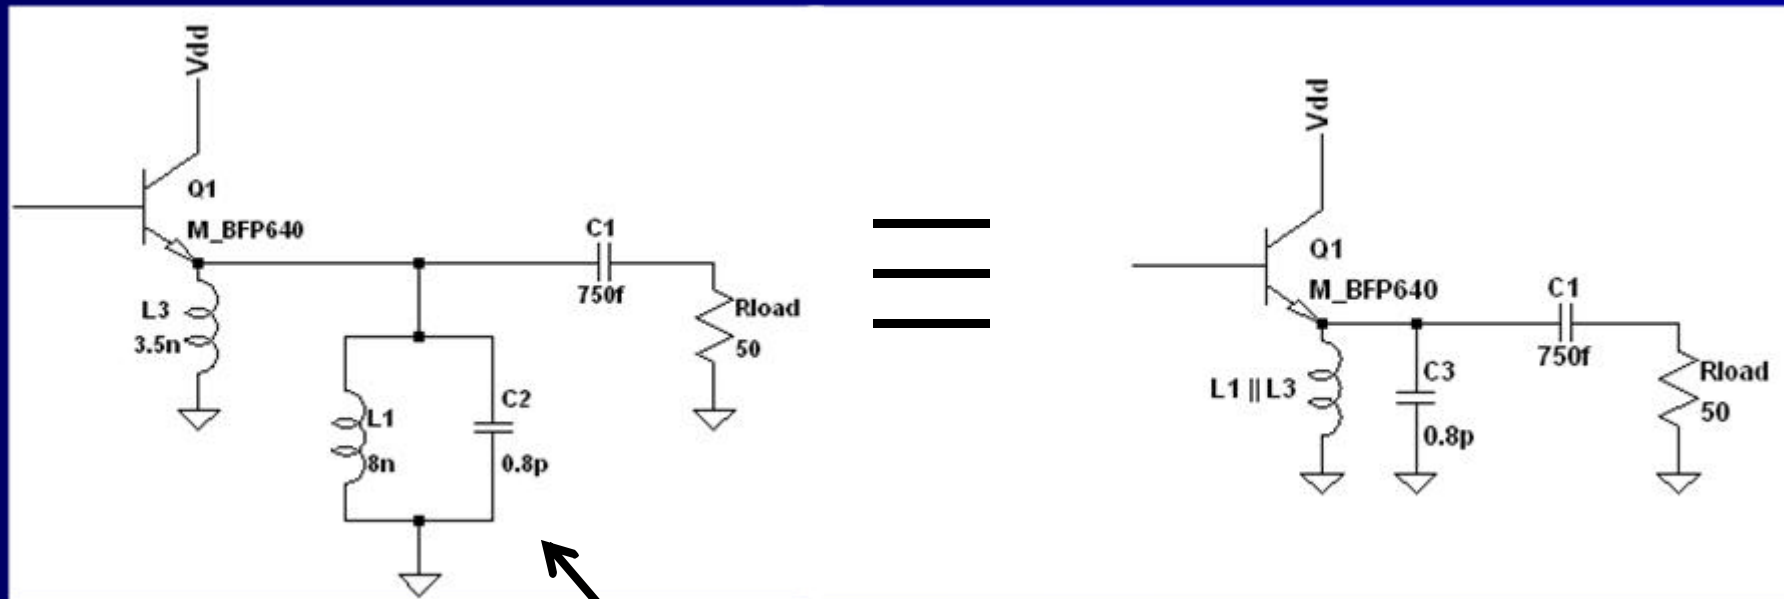 Vdd
Q1
M_BFP640
C1
750f
L3
3.5n
Rload
50
L1
8n
C2
0.8p
Vdd
Q1
M_BFP640
C1
750f
L1 || L3
C3
0.8p
Rload
50